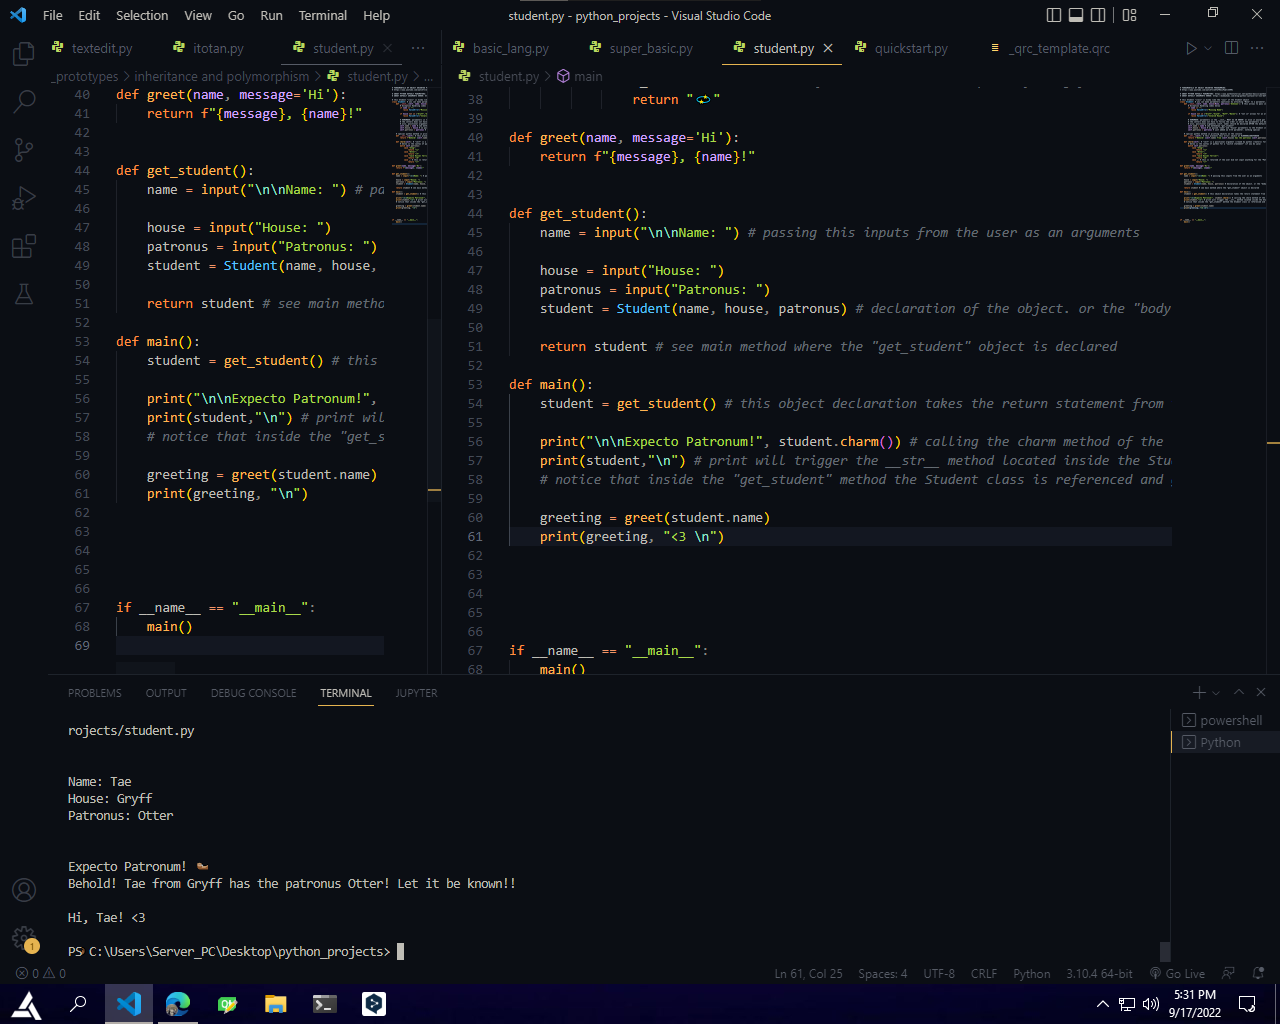 File Edit Selection View Go Run Terminal Help
student.py - python_projects - Visual Studio Code
textedit.py itotan.py student.py
_prototypes > inheritance and polymorphism > student.py > ...
40 def greet(name, message='Hi'):
41 return f"{message}, {name}!"
42
43
44 def get_student():
45 name = input("\n\nName: ") # pa
46
47 house = input("House: ")
48 patronus = input("Patronus: ")
49 student = Student(name, house,
50
51 return student # see main metho
52
53 def main():
54 student = get_student() # this
55
56 print("\n\nExpecto Patronum!",
57 print(student,"\n") # print wil
58 # notice that inside the "get_s
59
60 greeting = greet(student.name)
61 print(greeting, "\n")
62
63
64
65
66
67 if __name__ == "__main__":
68 main()
69
basic_lang.py super_basic.py student.py quickstart.py _qrc_template.qrc
student.py > main
38 return "
"
39
40 def greet(name, message='Hi'):
41 return f"{message}, {name}!"
42
43
44 def get_student():
45 name = input("\n\nName: ") # passing this inputs from the user as an arguments
46
47 house = input("House: ")
48 patronus = input("Patronus: ")
49 student = Student(name, house, patronus) # declaration of the object. or the "body
50
51 return student # see main method where the "get_student" object is declared
52
53 def main():
54 student = get_student() # this object declaration takes the return statement from
55
56 print("\n\nExpecto Patronum!", student.charm()) # calling the charm method of the
57 print(student,"\n") # print will trigger the __str__ method located inside the Stu
58 # notice that inside the "get_student" method the Student class is referenced and
59
60 greeting = greet(student.name)
61 print(greeting, "<3 \n")
62
63
64
65
66
67 if __name__ == "__main__":
68 main()
PROBLEMS OUTPUT DEBUG CONSOLE TERMINAL JUPYTER
powershell
Python
rojects/student.py
Name: Tae
House: Gryff
Patronus: Otter
Expecto Patronum! 🦦
Behold! Tae from Gryff has the patronus Otter! Let it be known!!
Hi, Tae! <3
PS C:\Users\Server_PC\Desktop\python_projects>
1
0 0
Ln 61, Col 25 Spaces: 4 UTF-8 CRLF Python 3.10.4 64-bit Go Live
5:31 PM
9/17/2022